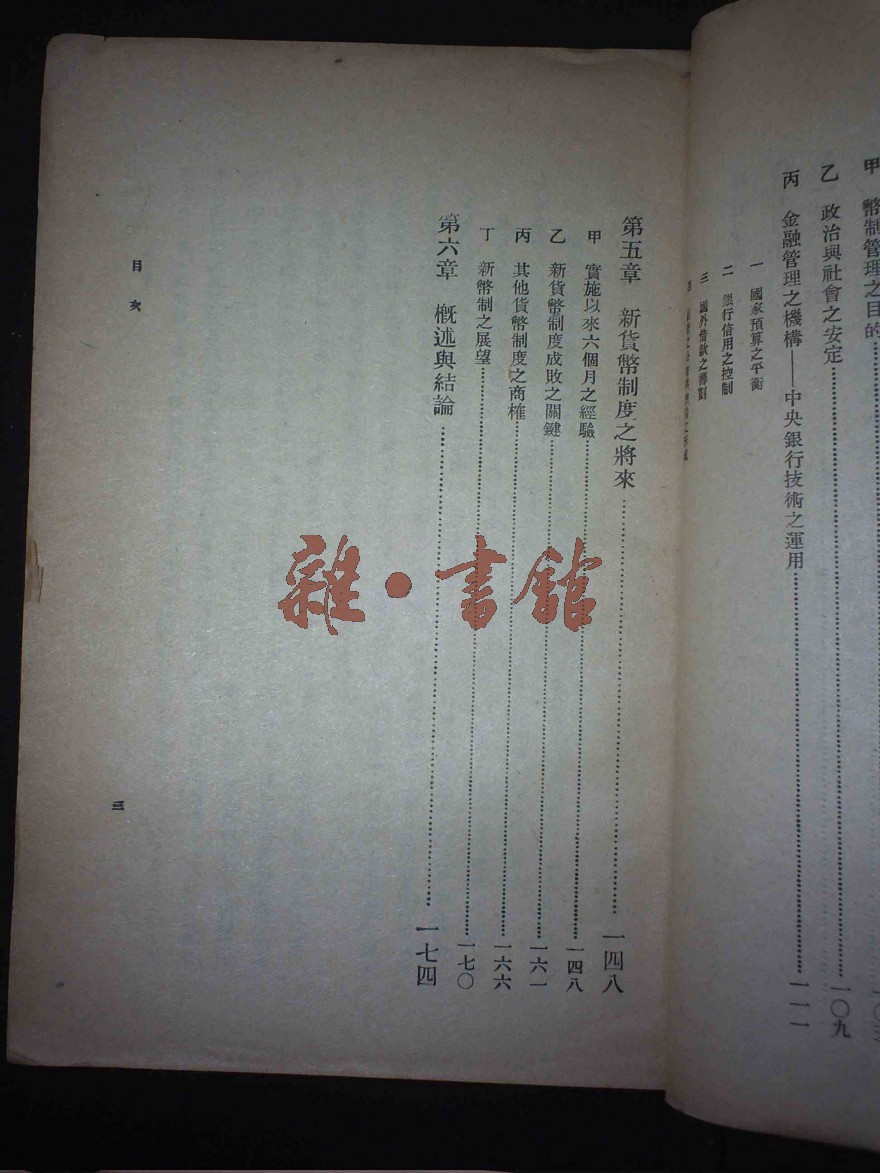 幣制管理之目的
乙 政治與社會之安定 一〇九
丙 金融管理之機構——中央銀行技術之運用 一一一
一 國家預算之平衡
二 銀行信用之控制
三 國外借款之籌劃
第五章 新貨幣制度之將來 一四八
甲 實施以來六個月之經驗 一四八
乙 新貨幣制度成敗之關鍵 一六一
丙 其他貨幣制度之商榷 一六六
丁 新幣制之展望 一七〇
第六章 概述與結論 一七四
目次
三
雜·書館